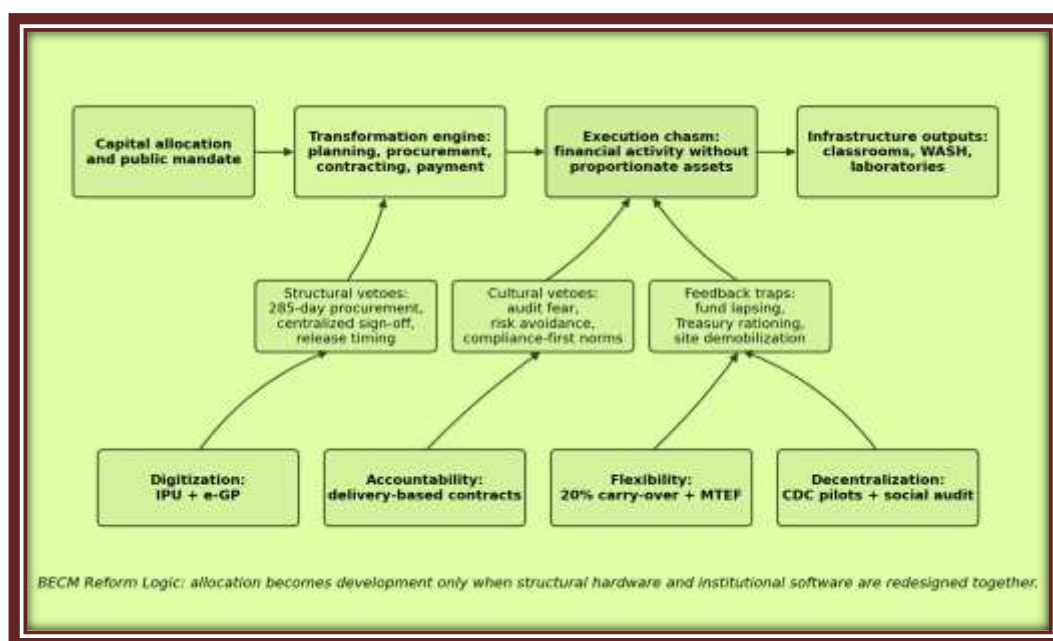 Capital allocation
and public mandate
Transformation engine:
planning, procurement,
contracting, payment
Execution chasm:
financial activity without
proportionate assets
Infrastructure outputs:
classrooms, WASH,
laboratories
Structural vetoes:
285-day procurement,
centralized sign-off,
release timing
Cultural vetoes:
audit fear,
risk avoidance,
compliance-first norms
Feedback traps:
fund lapsing,
Treasury rationing,
site demobilization
Digitization:
IPU + e-GP
Accountability:
delivery-based contracts
Flexibility:
20% carry-over + MTEF
Decentralization:
CDC pilots + social audit
BECM Reform Logic: allocation becomes development only when structural hardware and institutional software are redesigned together.